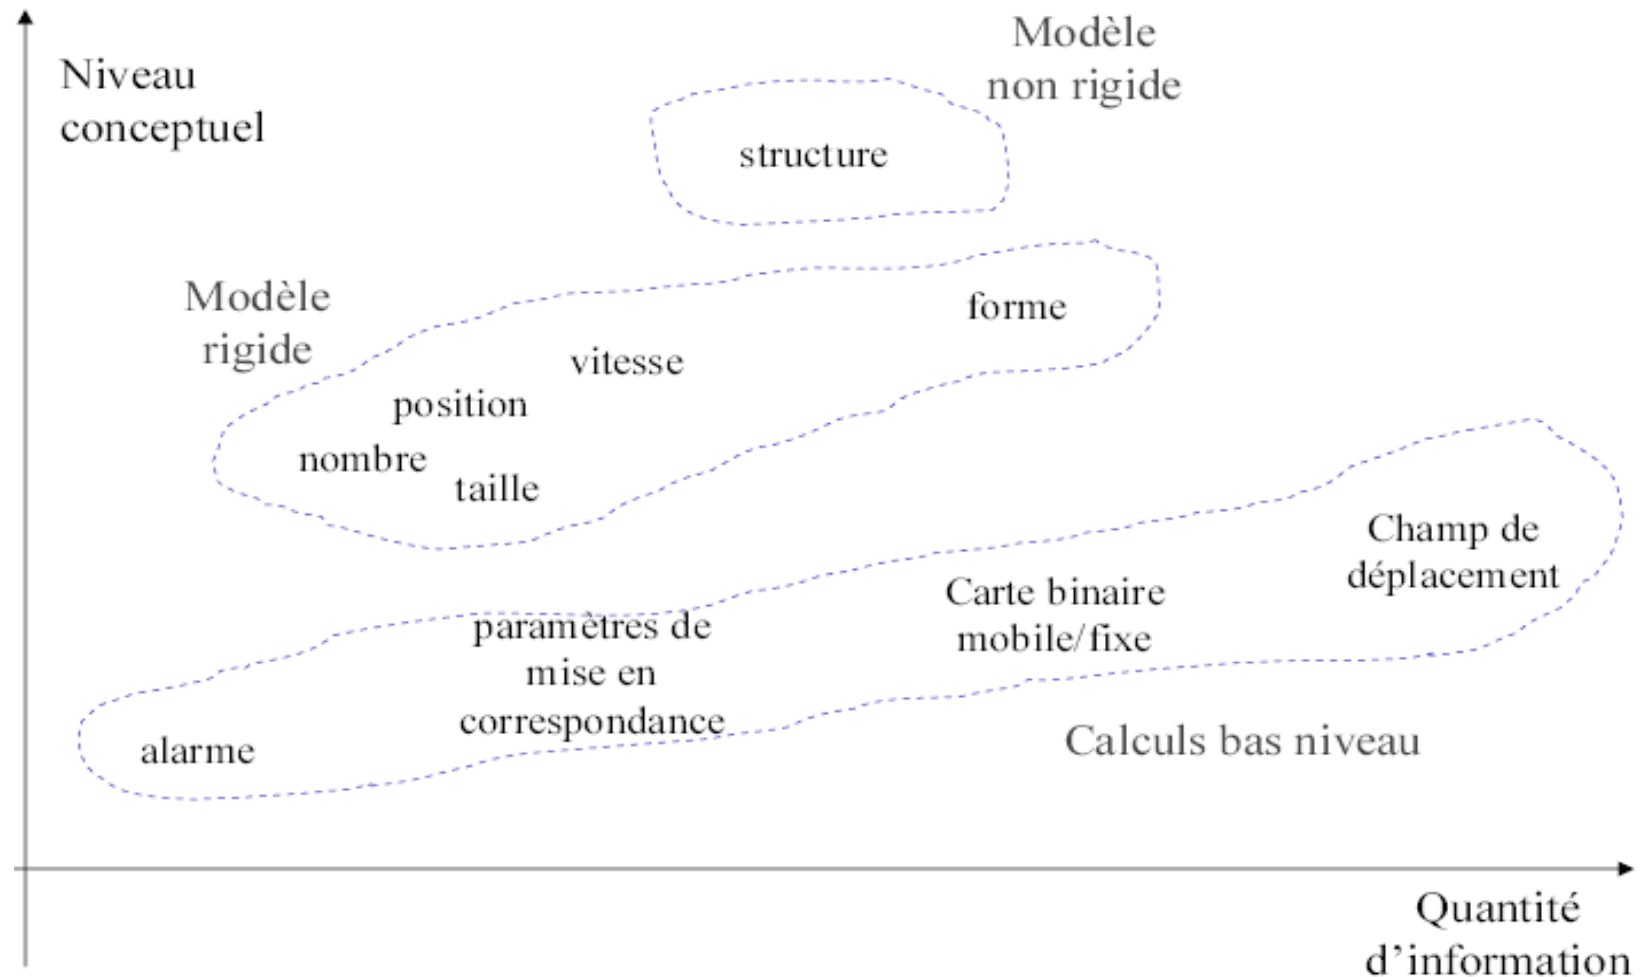 Niveau
conceptuel
Modèle
non rigide
structure
Modèle
rigide
forme
vitesse
position
nombre
taille
Champ de
déplacement
Carte binaire
mobile/fixe
paramètres de
mise en
correspondance
alarme
Calculs bas niveau
Quantité
d’information